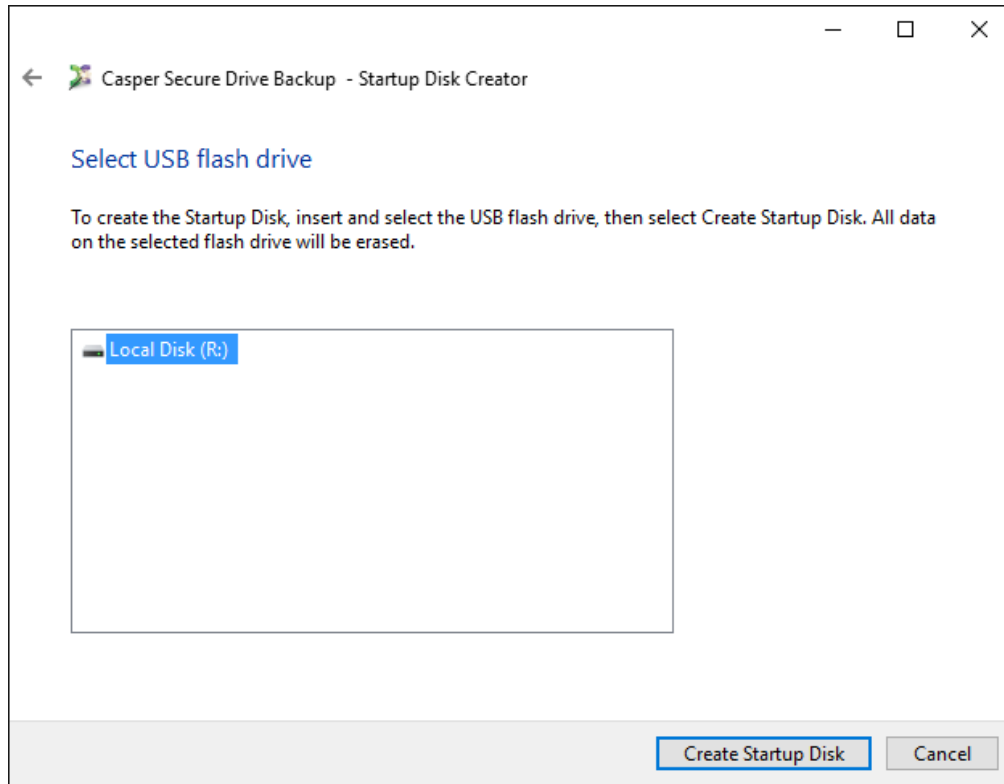 Casper Secure Drive Backup - Startup Disk Creator
Select USB flash drive
To create the Startup Disk, insert and select the USB flash drive, then select Create Startup Disk. All data
on the selected flash drive will be erased.
Local Disk (R:)
Create Startup Disk
Cancel